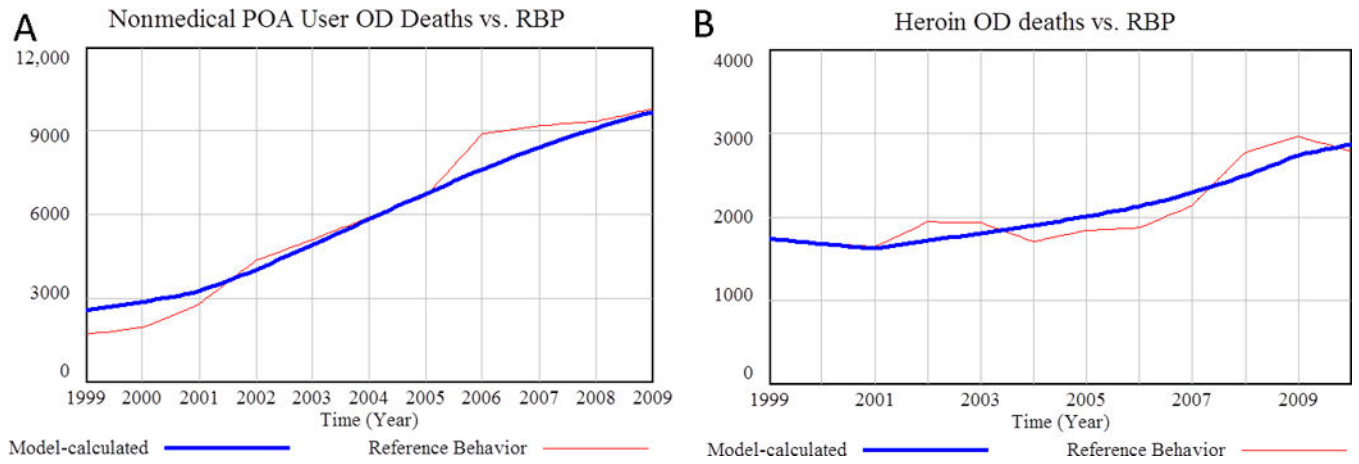 A
Nonmedical POA User OD Deaths vs. RBP
12,000
9000
6000
3000
0
1999 2000 2001 2002 2003 2004 2005 2006 2007 2008 2009
Time (Year)
Model-calculated Reference Behavior
B
Heroin OD deaths vs. RBP
4000
3000
2000
1000
0
1999 2001 2003 2005 2007 2009
Time (Year)
Model-calculated Reference Behavior